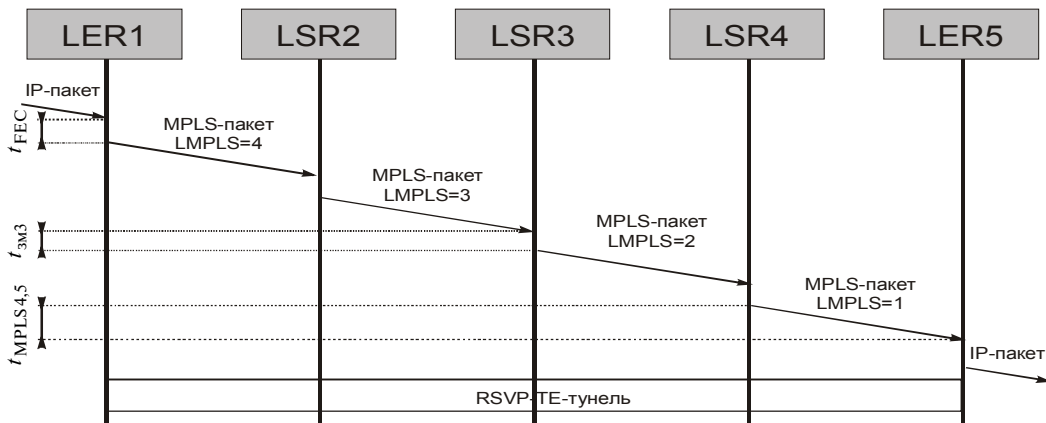 LER1 LSR2 LSR3 LSR4 LER5
IP-пакет
tFEC
MPLS-пакет
LMPLS=4
MPLS-пакет
LMPLS=3
t3М3
MPLS-пакет
LMPLS=2
MPLS-пакет
LMPLS=1
tMPLS4,5
IP-пакет
RSVP-TE-тунель